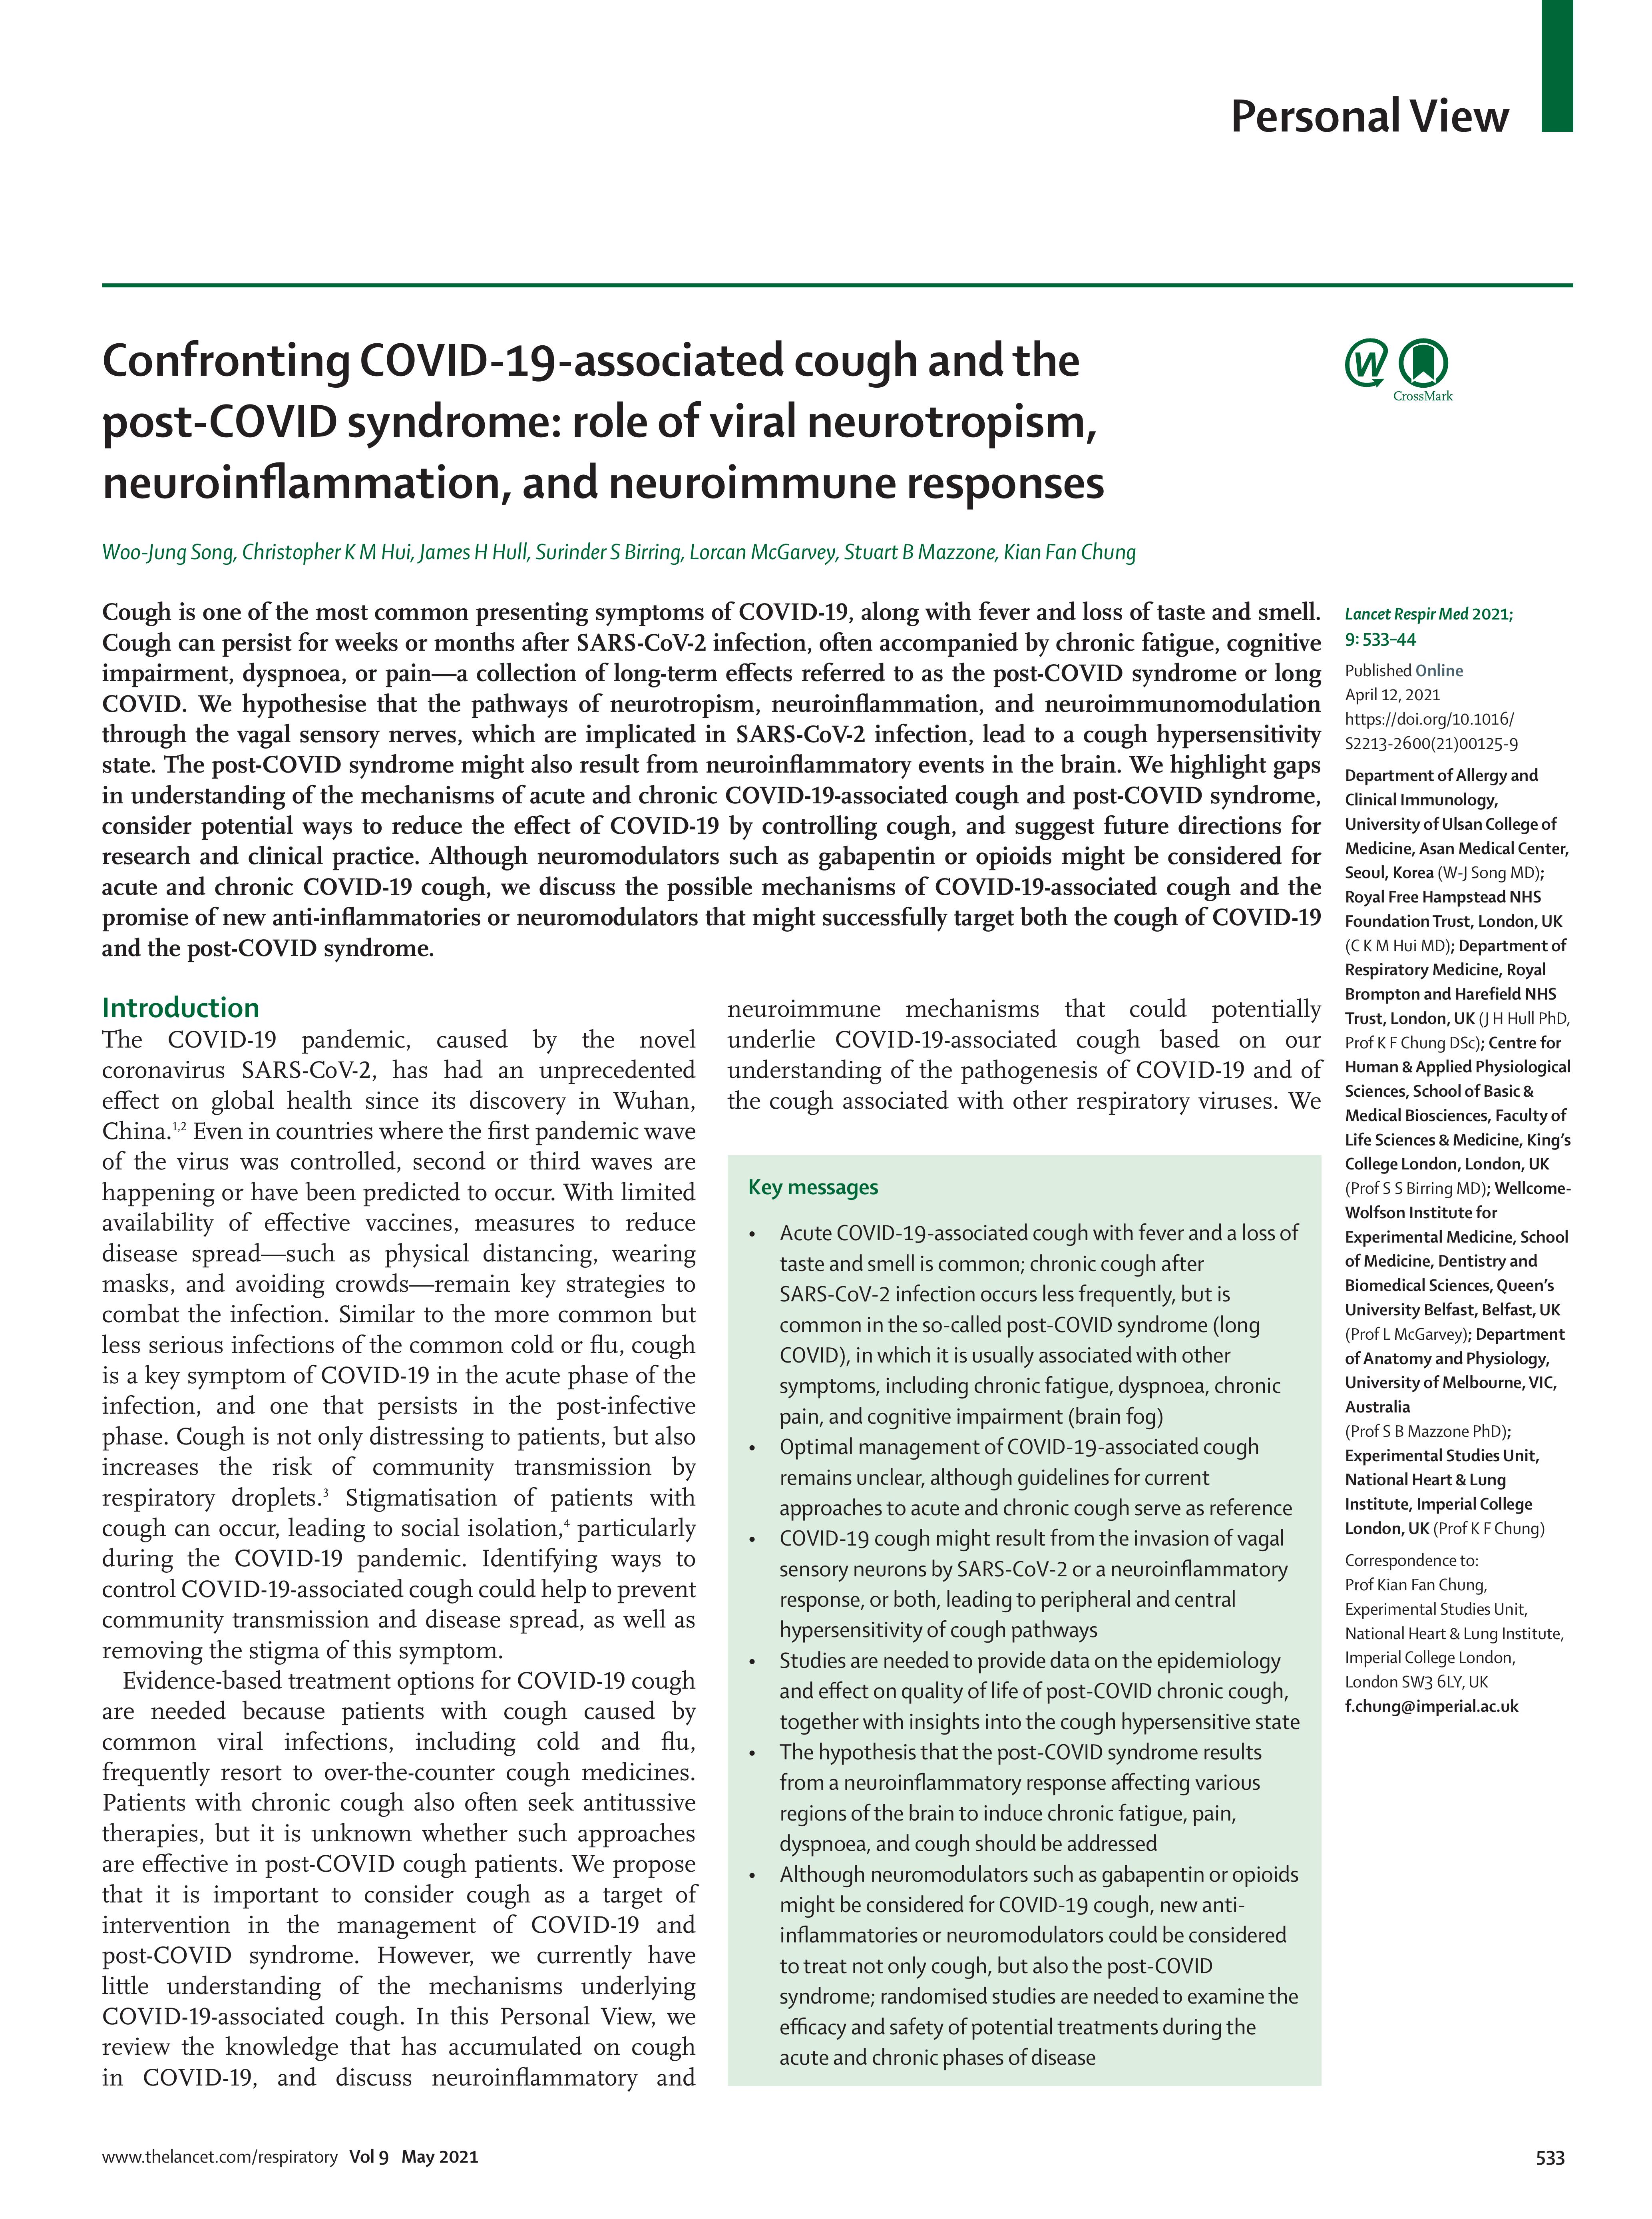 Personal View
Confronting COVID-19-associated cough and the
post-COVID syndrome: role of viral neurotropism,
neuroinflammation, and neuroimmune responses
W
CrossMark
Woo-Jung Song, Christopher K M Hui, James H Hull, Surinder S Birring, Lorcan McGarvey, Stuart B Mazzone, Kian Fan Chung
Cough is one of the most common presenting symptoms of COVID-19, along with fever and loss of taste and smell.
Cough can persist for weeks or months after SARS-CoV-2 infection, often accompanied by chronic fatigue, cognitive
impairment, dyspnoea, or pain—a collection of long-term effects referred to as the post-COVID syndrome or long
COVID. We hypothesise that the pathways of neurotropism, neuroinflammation, and neuroimmunomodulation
through the vagal sensory nerves, which are implicated in SARS-CoV-2 infection, lead to a cough hypersensitivity
state. The post-COVID syndrome might also result from neuroinflammatory events in the brain. We highlight gaps
in understanding of the mechanisms of acute and chronic COVID-19-associated cough and post-COVID syndrome,
consider potential ways to reduce the effect of COVID-19 by controlling cough, and suggest future directions for
research and clinical practice. Although neuromodulators such as gabapentin or opioids might be considered for
acute and chronic COVID-19 cough, we discuss the possible mechanisms of COVID-19-associated cough and the
promise of new anti-inflammatories or neuromodulators that might successfully target both the cough of COVID-19
and the post-COVID syndrome.
Introduction
The COVID-19 pandemic, caused by the novel
coronavirus SARS-CoV-2, has had an unprecedented
effect on global health since its discovery in Wuhan,
China.1,2 Even in countries where the first pandemic wave
of the virus was controlled, second or third waves are
happening or have been predicted to occur. With limited
availability of effective vaccines, measures to reduce
disease spread—such as physical distancing, wearing
masks, and avoiding crowds—remain key strategies to
combat the infection. Similar to the more common but
less serious infections of the common cold or flu, cough
is a key symptom of COVID-19 in the acute phase of the
infection, and one that persists in the post-infective
phase. Cough is not only distressing to patients, but also
increases the risk of community transmission by
respiratory droplets.3 Stigmatisation of patients with
cough can occur, leading to social isolation,4 particularly
during the COVID-19 pandemic. Identifying ways to
control COVID-19-associated cough could help to prevent
community transmission and disease spread, as well as
removing the stigma of this symptom.
Evidence-based treatment options for COVID-19 cough
are needed because patients with cough caused by
common viral infections, including cold and flu,
frequently resort to over-the-counter cough medicines.
Patients with chronic cough also often seek antitussive
therapies, but it is unknown whether such approaches
are effective in post-COVID cough patients. We propose
that it is important to consider cough as a target of
intervention in the management of COVID-19 and
post-COVID syndrome. However, we currently have
little understanding of the mechanisms underlying
COVID-19-associated cough. In this Personal View, we
review the knowledge that has accumulated on cough
in COVID-19, and discuss neuroinflammatory and
neuroimmune mechanisms that could potentially
underlie COVID-19-associated cough based on our
understanding of the pathogenesis of COVID-19 and of
the cough associated with other respiratory viruses. We
Key messages
• Acute COVID-19-associated cough with fever and a loss of
taste and smell is common; chronic cough after
SARS-CoV-2 infection occurs less frequently, but is
common in the so-called post-COVID syndrome (long
COVID), in which it is usually associated with other
symptoms, including chronic fatigue, dyspnoea, chronic
pain, and cognitive impairment (brain fog)
• Optimal management of COVID-19-associated cough
remains unclear, although guidelines for current
approaches to acute and chronic cough serve as reference
• COVID-19 cough might result from the invasion of vagal
sensory neurons by SARS-CoV-2 or a neuroinflammatory
response, or both, leading to peripheral and central
hypersensitivity of cough pathways
• Studies are needed to provide data on the epidemiology
and effect on quality of life of post-COVID chronic cough,
together with insights into the cough hypersensitive state
• The hypothesis that the post-COVID syndrome results
from a neuroinflammatory response affecting various
regions of the brain to induce chronic fatigue, pain,
dyspnoea, and cough should be addressed
• Although neuromodulators such as gabapentin or opioids
might be considered for COVID-19 cough, new anti-
inflammatories or neuromodulators could be considered
to treat not only cough, but also the post-COVID
syndrome; randomised studies are needed to examine the
efficacy and safety of potential treatments during the
acute and chronic phases of disease
Lancet Respir Med 2021;
9: 533–44
Published Online
April 12, 2021
https://doi.org/10.1016/
S2213-2600(21)00125-9
Department of Allergy and
Clinical Immunology,
University of Ulsan College of
Medicine, Asan Medical Center,
Seoul, Korea (W-J Song MD);
Royal Free Hampstead NHS
Foundation Trust, London, UK
(C K M Hui MD); Department of
Respiratory Medicine, Royal
Brompton and Harefield NHS
Trust, London, UK (J H Hull PhD,
Prof K F Chung DSc); Centre for
Human & Applied Physiological
Sciences, School of Basic &
Medical Biosciences, Faculty of
Life Sciences & Medicine, King's
College London, London, UK
(Prof S S Birring MD); Wellcome-
Wolfson Institute for
Experimental Medicine, School
of Medicine, Dentistry and
Biomedical Sciences, Queen's
University Belfast, Belfast, UK
(Prof L McGarvey); Department
of Anatomy and Physiology,
University of Melbourne, VIC,
Australia
(Prof S B Mazzone PhD);
Experimental Studies Unit,
National Heart & Lung
Institute, Imperial College
London, UK (Prof K F Chung)
Correspondence to:
Prof Kian Fan Chung,
Experimental Studies Unit,
National Heart & Lung Institute,
Imperial College London,
London SW3 6LY, UK
f.chung@imperial.ac.uk
www.thelancet.com/respiratory Vol 9 May 2021
533